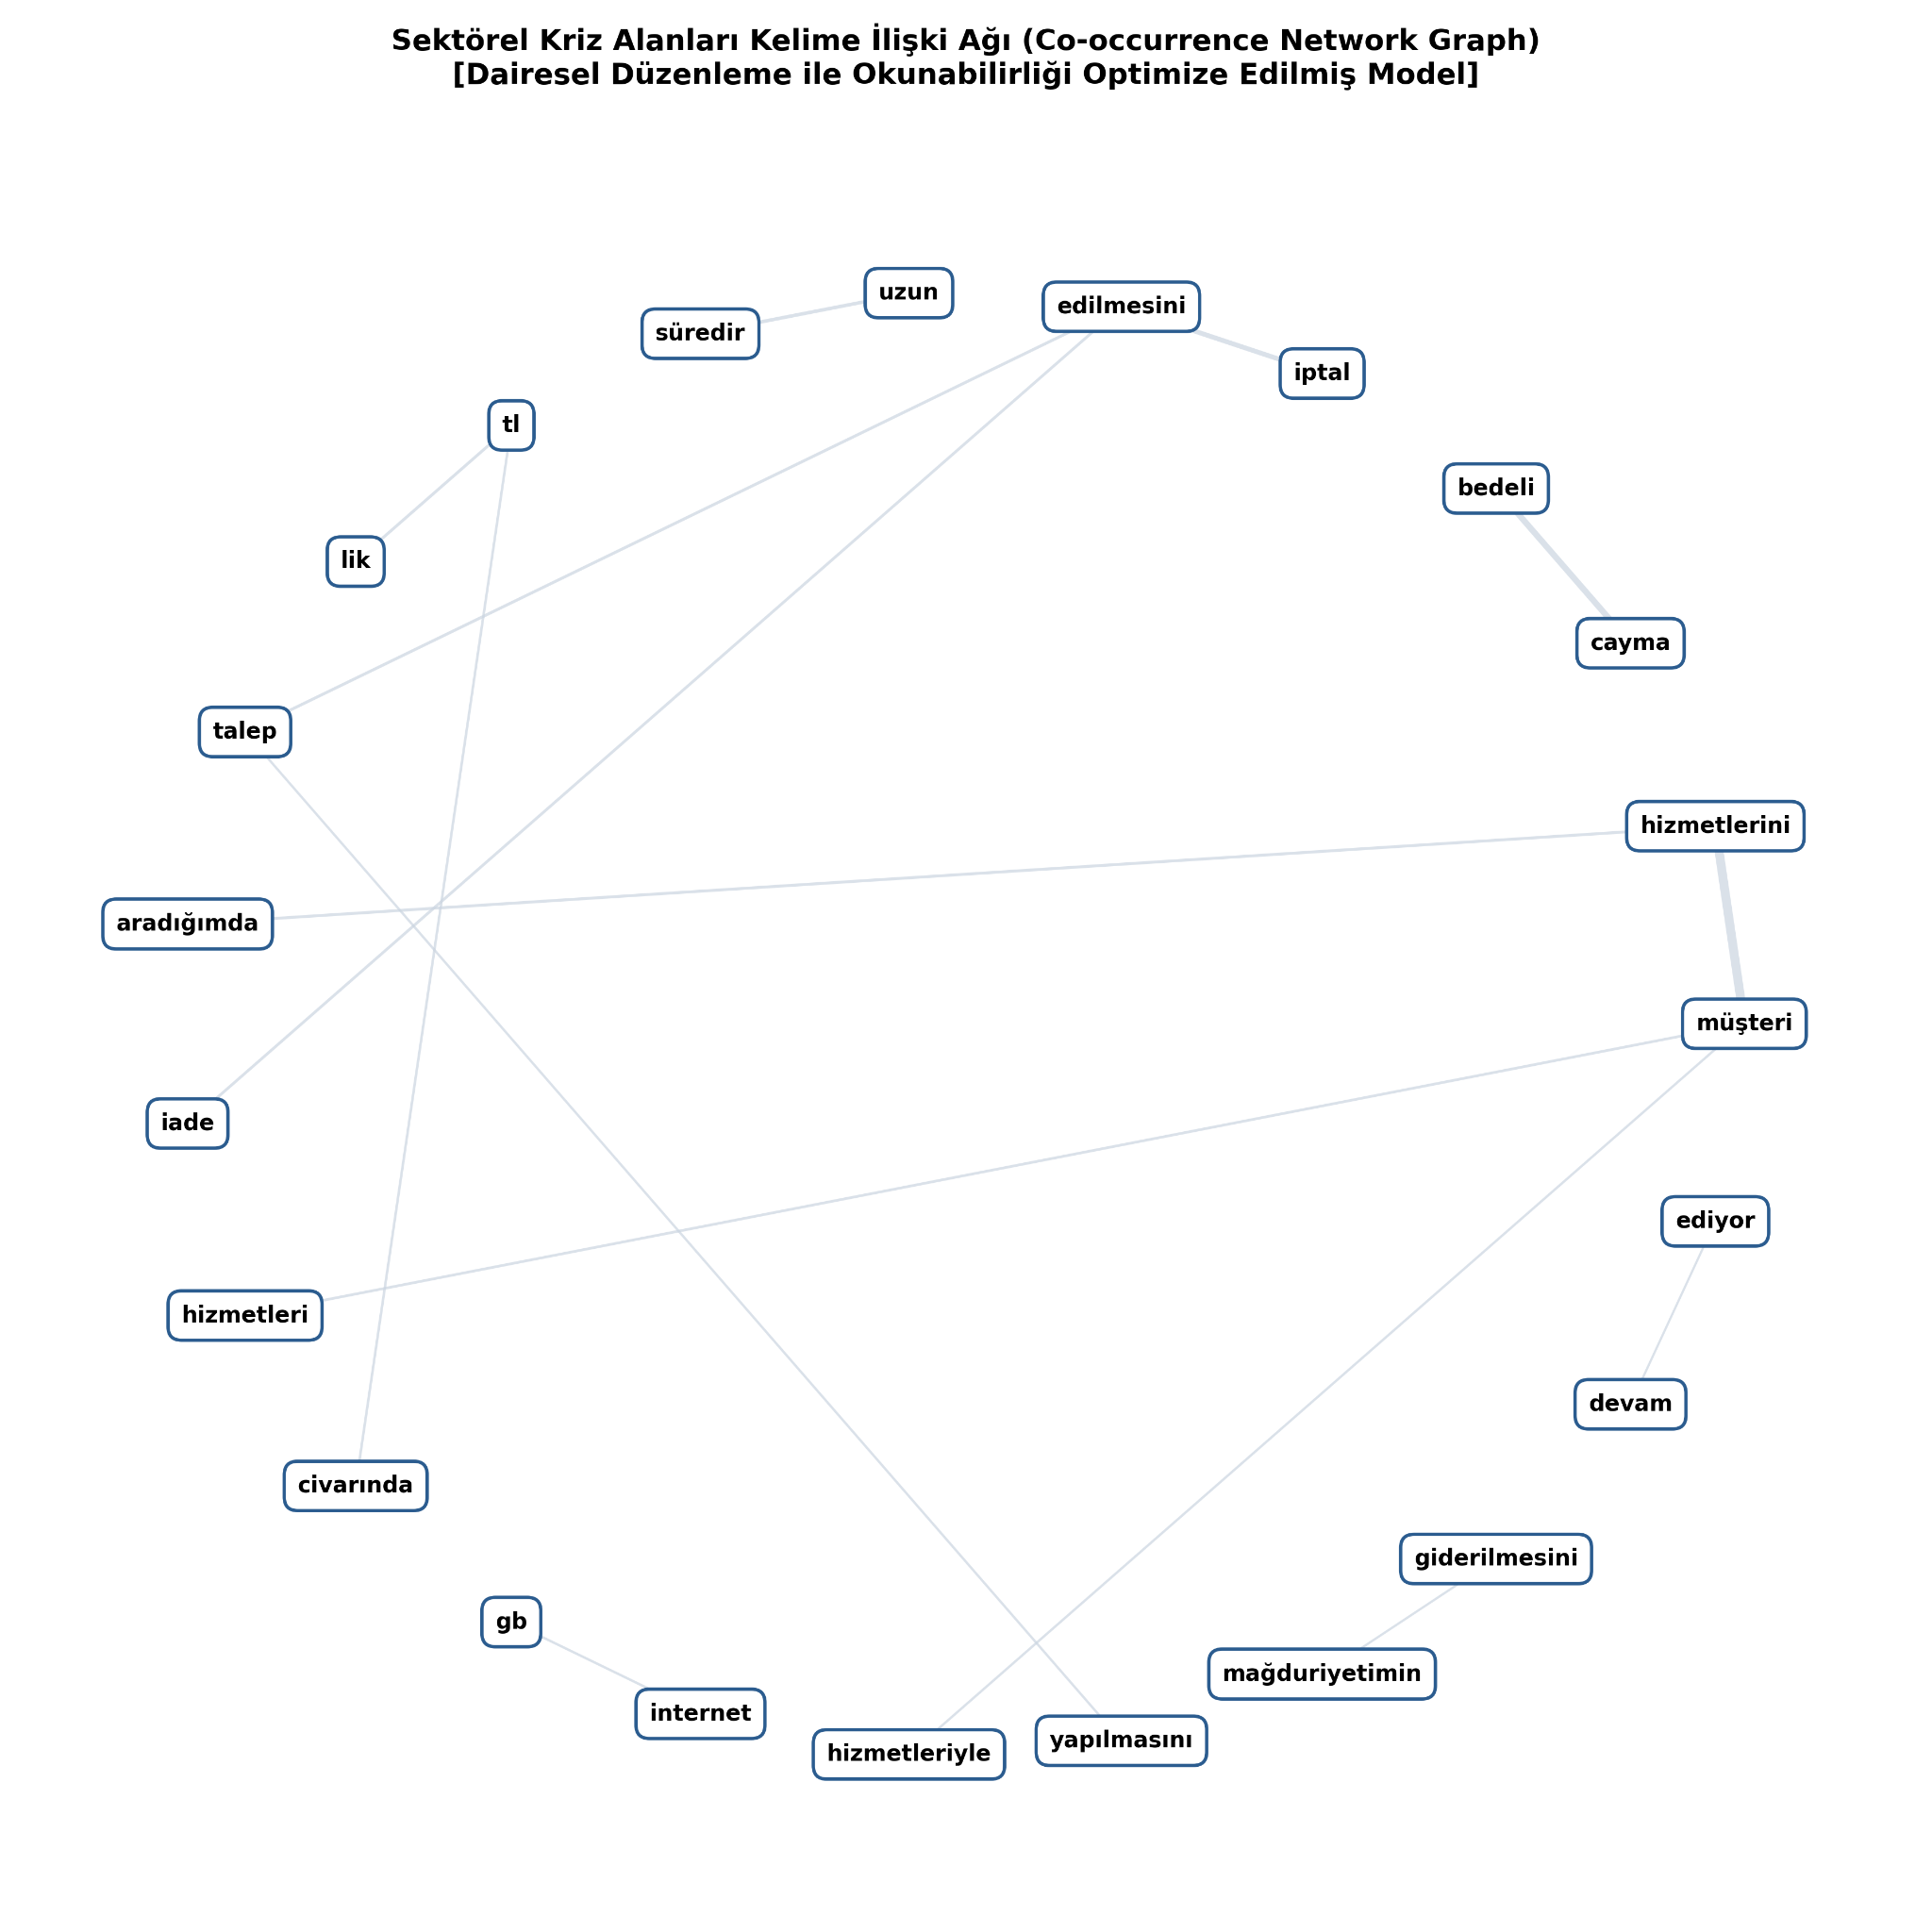 Sektörel Kriz Alanları Kelime İlişki Ağı (Co-occurrence Network Graph)
[Dairesel Düzenleme ile Okunabilirliği Optimize Edilmiş Model]
uzun
edilmesini
süredir
iptal
tl
bedeli
lik
cayma
talep
hizmetlerini
aradığımda
müşteri
iade
ediyor
hizmetleri
devam
civarında
giderilmesini
gb
mağduriyetimin
internet
yapılmasını
hizmetleriyle